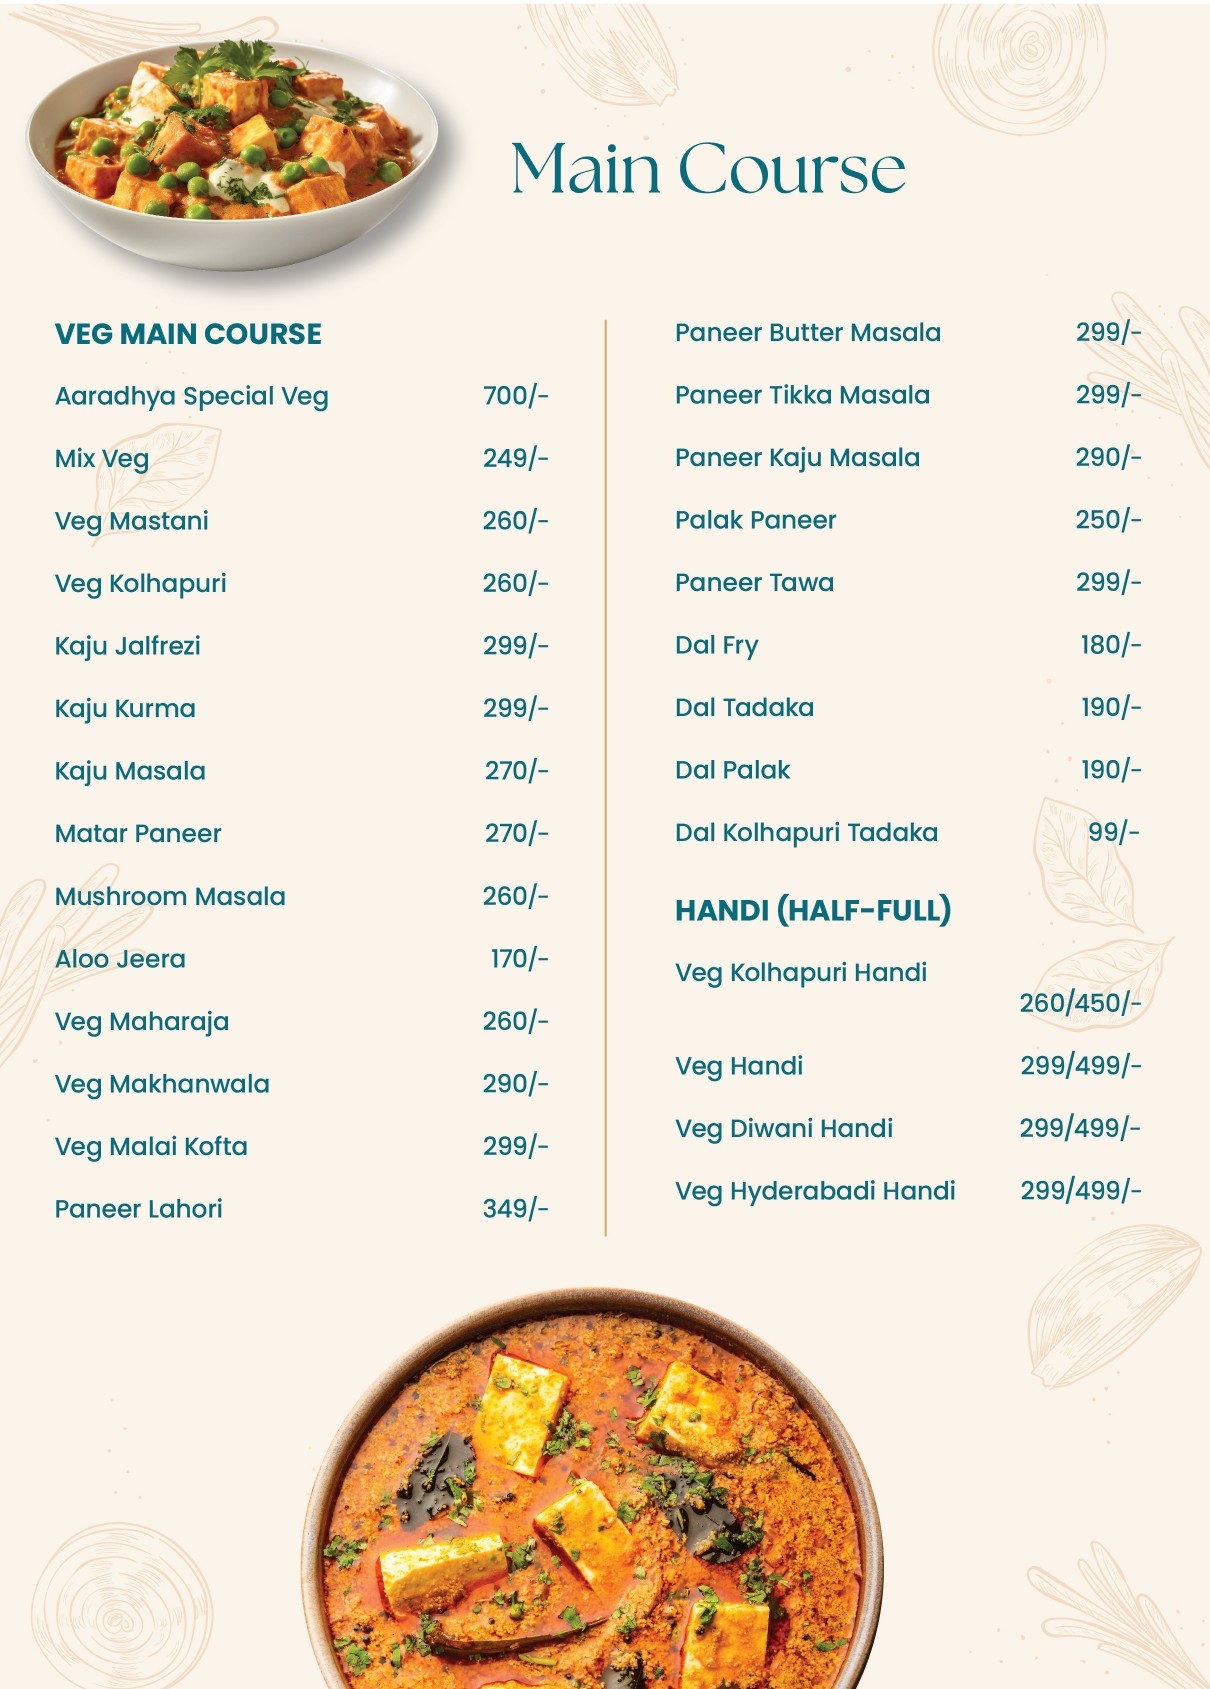 Main Course
VEG MAIN COURSE
Aaradhya Special Veg 700/-
Mix Veg 249/-
Veg Mastani 260/-
Veg Kolhapuri 260/-
Kaju Jalfrezi 299/-
Kaju Kurma 299/-
Kaju Masala 270/-
Matar Paneer 270/-
Mushroom Masala 260/-
Aloo Jeera 170/-
Veg Maharaja 260/-
Veg Makhanwala 290/-
Veg Malai Kofta 299/-
Paneer Lahori 349/-
Paneer Butter Masala 299/-
Paneer Tikka Masala 299/-
Paneer Kaju Masala 290/-
Palak Paneer 250/-
Paneer Tawa 299/-
Dal Fry 180/-
Dal Tadaka 190/-
Dal Palak 190/-
Dal Kolhapuri Tadaka 99/-
HANDI (HALF-FULL)
Veg Kolhapuri Handi
260/450/-
Veg Handi 299/499/-
Veg Diwani Handi 299/499/-
Veg Hyderabadi Handi 299/499/-